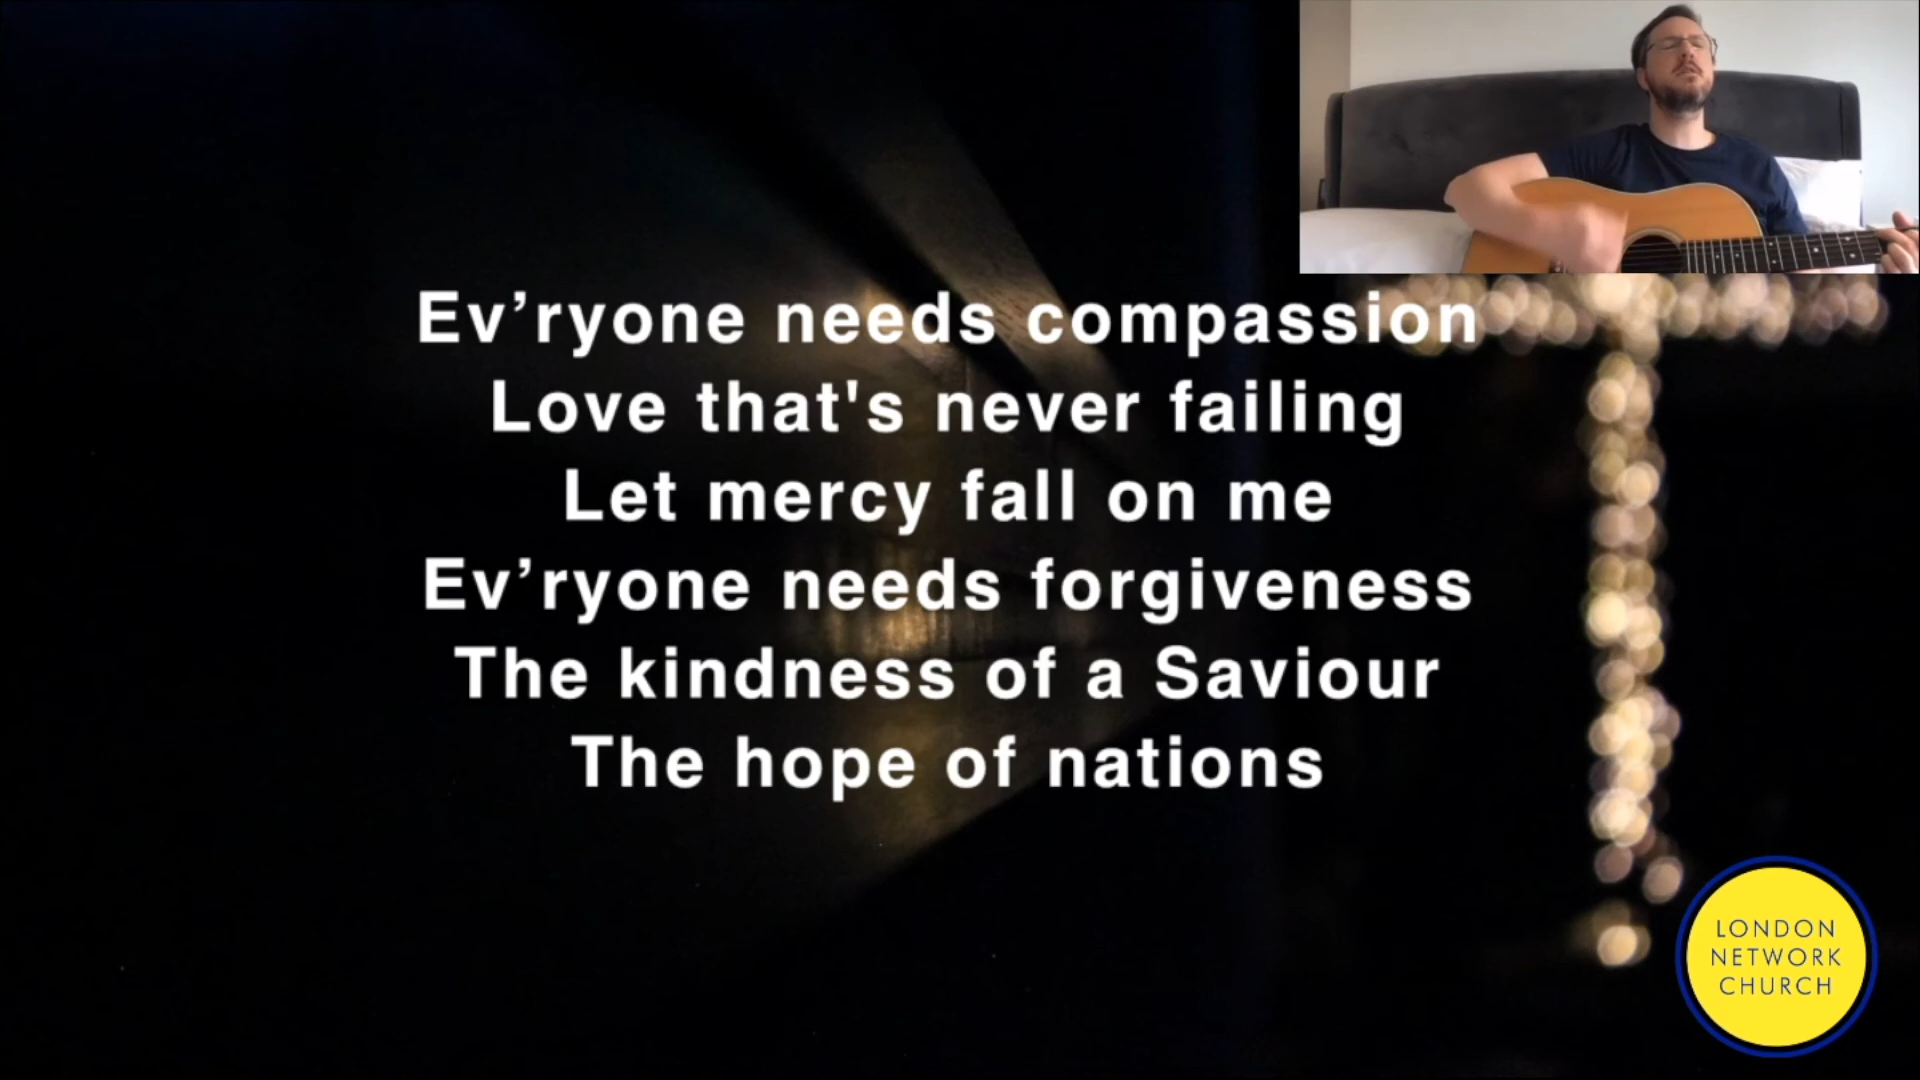 Ev’ryone needs compassion
Love that's never failing
Let mercy fall on me
Ev’ryone needs forgiveness
The kindness of a Saviour
The hope of nations
LONDON
NETWORK
CHURCH